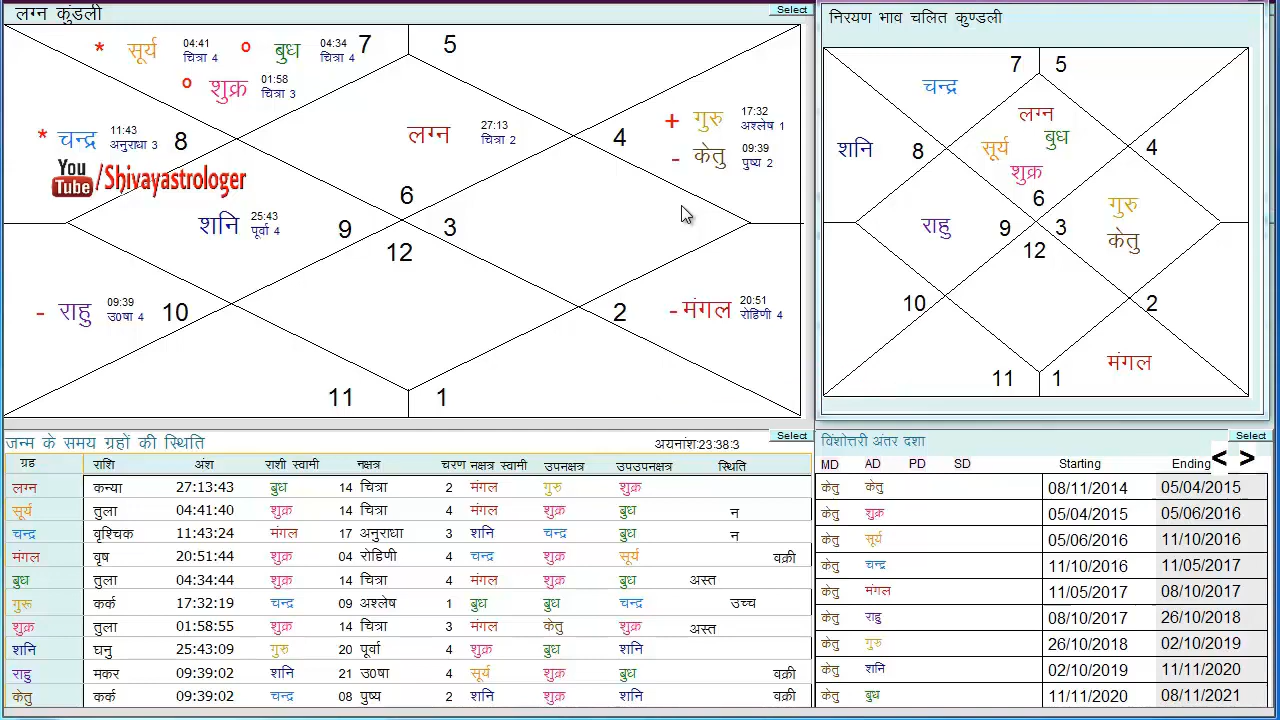 लग्न कुंडली
Select
* सूर्य 04:41 चित्रा 4
o बुध 04:34 चित्रा 4
7
5
o शुक्र 01:58 चित्रा 3
* चन्द्र 11:43 अनुराधा 3
8
लग्न 27:13 चित्रा 2
4
+ गुरु 17:32 अश्लेष 1
- केतु 09:39 पुष्य 2
You Tube /Shivayastrologer
6
शनि 25:43 पूर्वा 4
9
3
12
- राहु 09:39 उ0षा 4
10
2
- मंगल 20:51 रोहिणी 4
11
1
निरयण भाव चलित कुण्डली
7
5
चन्द्र
लग्न
बुध
सूर्य
शुक्र
शनि
8
4
6
गुरु
राहु
9
3
केतु
12
10
2
मंगल
11
1
जन्म के समय ग्रहों की स्थिति
अयनांश:23:38:3
Select
ग्रह राशि अंश राशी स्वामी नक्षत्र चरण नक्षत्र स्वामी उपनक्षत्र उपउपनक्षत्र स्थिति
लग्न कन्या 27:13:43 बुध 14 चित्रा 2 मंगल गुरु शुक्र
सूर्य तुला 04:41:40 शुक्र 14 चित्रा 4 मंगल शुक्र बुध न
चन्द्र वृश्चिक 11:43:24 मंगल 17 अनुराधा 3 शनि चन्द्र बुध न
मंगल वृष 20:51:44 शुक्र 04 रोहिणी 4 चन्द्र शुक्र सूर्य वक्री
बुध तुला 04:34:44 शुक्र 14 चित्रा 4 मंगल शुक्र बुध अस्त
गुरू कर्क 17:32:19 चन्द्र 09 अश्लेष 1 बुध बुध चन्द्र उच्च
शुक्र तुला 01:58:55 शुक्र 14 चित्रा 3 मंगल केतु शुक्र अस्त
शनि घनु 25:43:09 गुरु 20 पूर्वा 4 शुक्र बुध शनि
राहु मकर 09:39:02 शनि 21 उ0षा 4 सूर्य शुक्र बुध वक्री
केतु कर्क 09:39:02 चन्द्र 08 पुष्य 2 शनि शुक्र शनि वक्री
विंशोत्तरी अंतर दशा
Select
MD AD PD SD Starting Ending < >
केतु केतु 08/11/2014 05/04/2015
केतु शुक्र 05/04/2015 05/06/2016
केतु सूर्य 05/06/2016 11/10/2016
केतु चन्द्र 11/10/2016 11/05/2017
केतु मंगल 11/05/2017 08/10/2017
केतु राहु 08/10/2017 26/10/2018
केतु गुरु 26/10/2018 02/10/2019
केतु शनि 02/10/2019 11/11/2020
केतु बुध 11/11/2020 08/11/2021